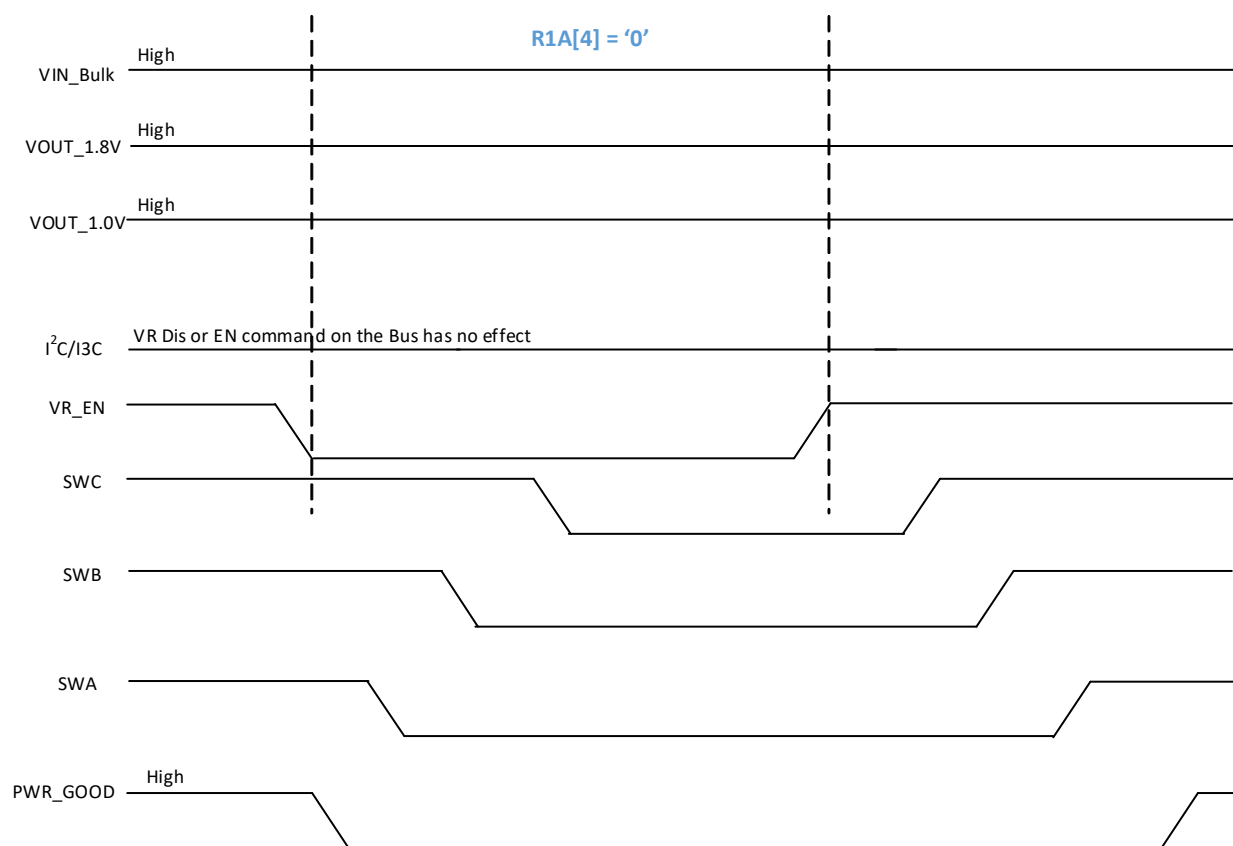 R1A[4] = ‘0’
High
VIN_Bulk
High
VOUT_1.8V
High
VOUT_1.0V
VR Dis or EN command on the Bus has no effect
I2C/I3C
VR_EN
SWC
SWB
SWA
High
PWR_GOOD